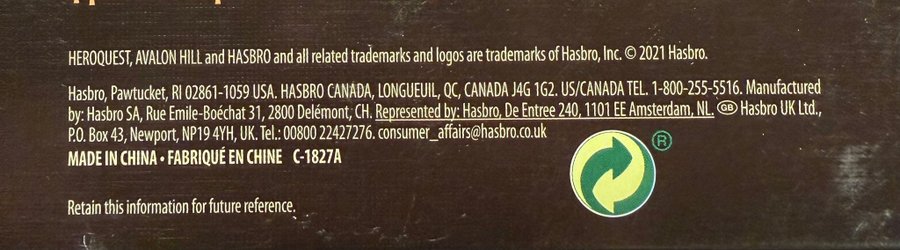 HEROQUEST, AVALON HILL and HASBRO and all related trademarks and logos are trademarks of Hasbro, Inc. © 2021 Hasbro.
Hasbro, Pawtucket, RI 02861-1059 USA. HASBRO CANADA, LONGUEUIL, QC, CANADA J4G 1G2. US/CANADA TEL. 1-800-255-5516. Manufactured
by: Hasbro SA, Rue Emile-Boéchat 31, 2800 Delémont, CH. Represented by: Hasbro, De Entree 240, 1101 EE Amsterdam, NL. GB Hasbro UK Ltd.,
P.O. Box 43, Newport, NP19 4YH, UK. Tel.: 00800 22427276. consumer_affairs@hasbro.co.uk
MADE IN CHINA • FABRIQUÉ EN CHINE C-1827A
®
Retain this information for future reference.